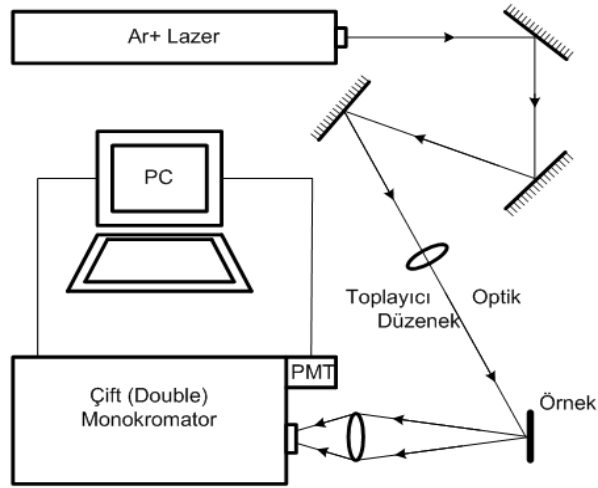 Ar+ Lazer
PC
Toplayıcı Optik
Düzenek
PMT
Çift (Double)
Monokromator
Örnek